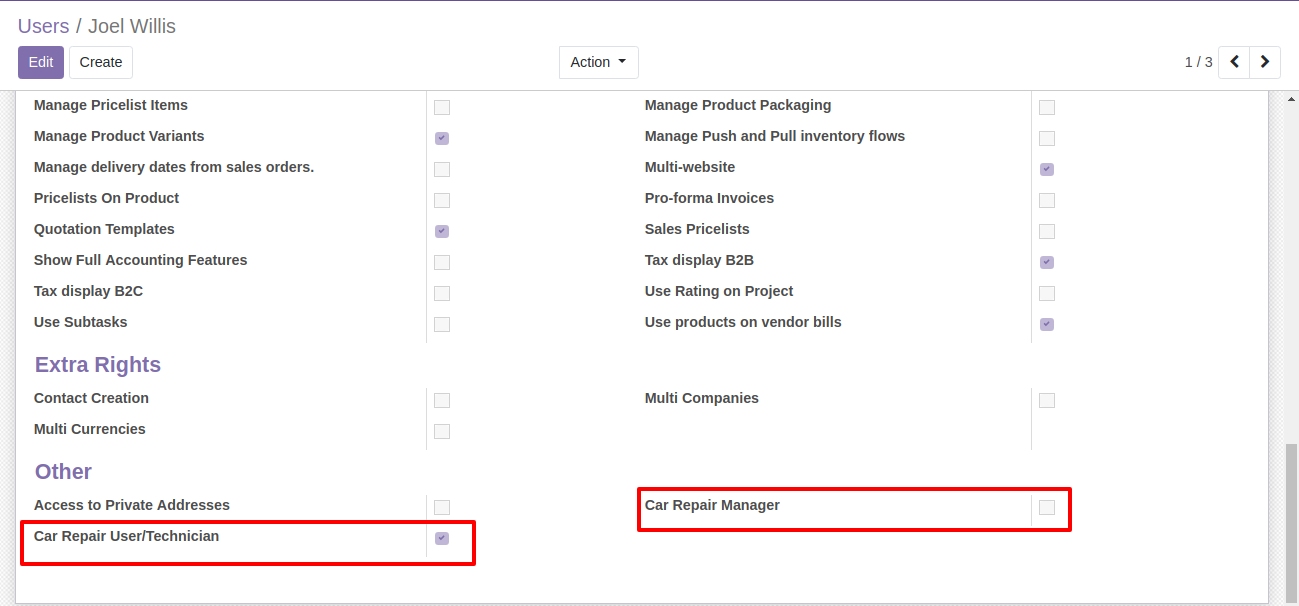 Users / Joel Willis
Edit Create Action 1 / 3
Manage Pricelist Items Manage Product Packaging
Manage Product Variants Manage Push and Pull inventory flows
Manage delivery dates from sales orders. Multi-website
Pricelists On Product Pro-forma Invoices
Quotation Templates Sales Pricelists
Show Full Accounting Features Tax display B2B
Tax display B2C Use Rating on Project
Use Subtasks Use products on vendor bills
Extra Rights
Contact Creation Multi Companies
Multi Currencies
Other
Access to Private Addresses Car Repair Manager
Car Repair User/Technician